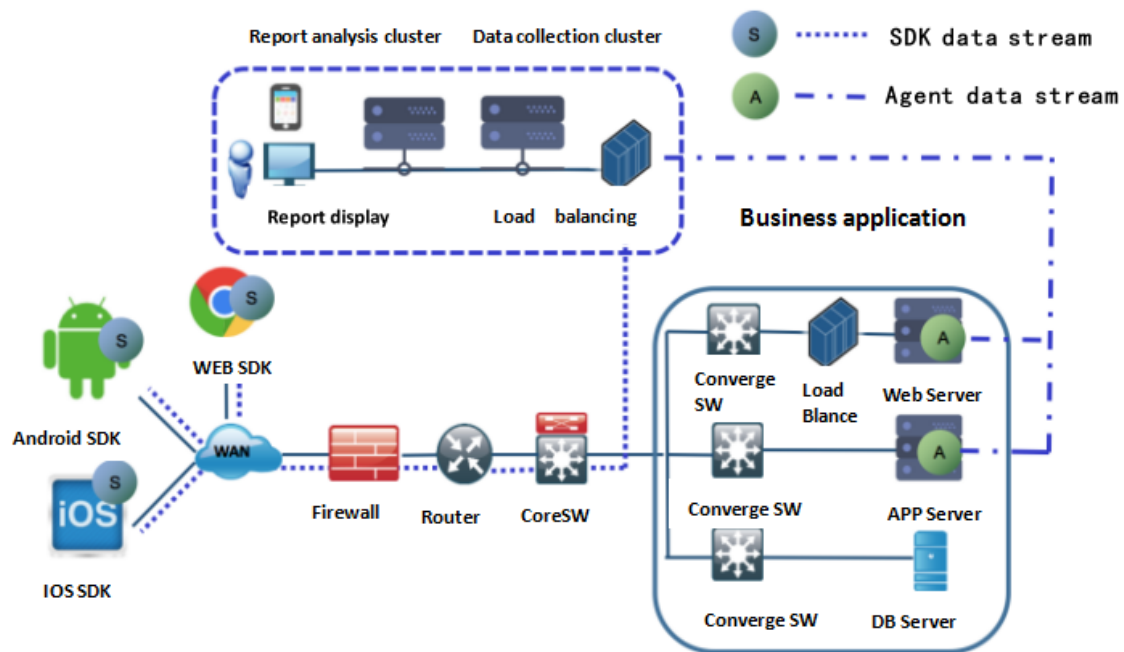 Report analysis cluster
Data collection cluster
S
SDK data stream
A
Agent data stream
Report display
Load balancing
Business application
S
WEB SDK
S
Android SDK
S
iOS
IOS SDK
WAN
Firewall
Router
CoreSW
Converge
SW
Load
Blance
A
Web Server
Converge SW
A
APP Server
Converge SW
DB Server